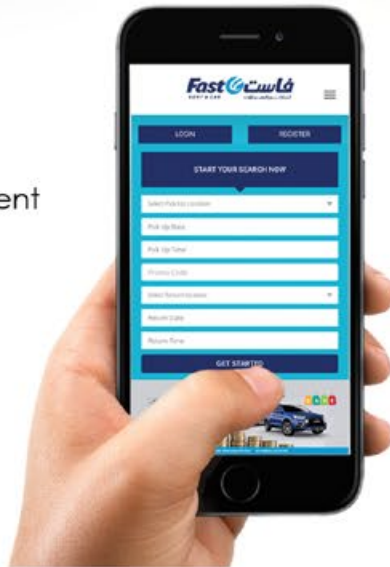 Fast فاست
RENT A CAR
LOGIN
REGISTER
START YOUR SEARCH NOW
Select Pick Up Location
Pick Up Date
Pick Up Time
Promo Code
Select Return Location
Return Date
Return Time
GET STARTED
ent